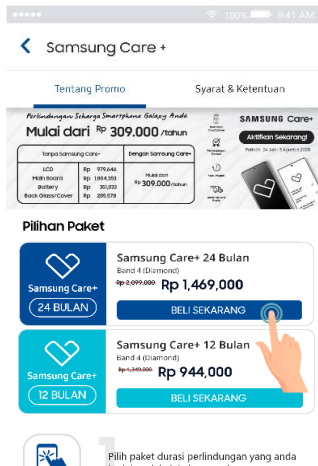 100% 9:41 AM
Samsung Care +
Tentang Promo Syarat & Ketentuan
Perlindungan Seharga Smartphone Galaxy Anda
Mulai dari Rp 309.000 /tahun
Tanpa Samsung Care+ Dengan Samsung Care+
LCD Rp 979,646
Main Board Rp 1,884,353
Battery Rp 351,033
Back Glass/Cover Rp 285,578
Mulai dari
Rp 309.000 /tahun
SAMSUNG Care+
Aktifkan Sekarang!
Pilihan Paket
Samsung Care+
24 BULAN
Samsung Care+ 24 Bulan
Band 4 (Diamond)
Rp 2,099,000 Rp 1,469,000
BELI SEKARANG
Samsung Care+
12 BULAN
Samsung Care+ 12 Bulan
Band 4 (Diamond)
Rp 1,349,000 Rp 944,000
BELI SEKARANG
1
Pilih paket durasi perlindungan yang anda